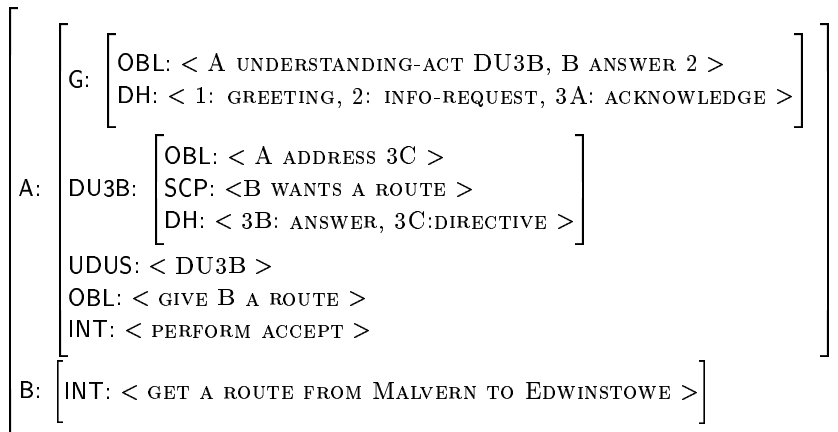 OBL: < A UNDERSTANDING-ACT DU3B, B ANSWER 2 >
G:
DH: < 1: GREETING, 2: INFO-REQUEST, 3A: ACKNOWLEDGE >
OBL: < A ADDRESS 3C >
A: DU3B: SCP: <B WANTS A ROUTE >
DH: < 3B: ANSWER, 3C:DIRECTIVE >
UDUS: < DU3B >
OBL: < GIVE B A ROUTE >
INT: < PERFORM ACCEPT >
B: INT: < GET A ROUTE FROM MALVERN TO EDWINSTOWE >